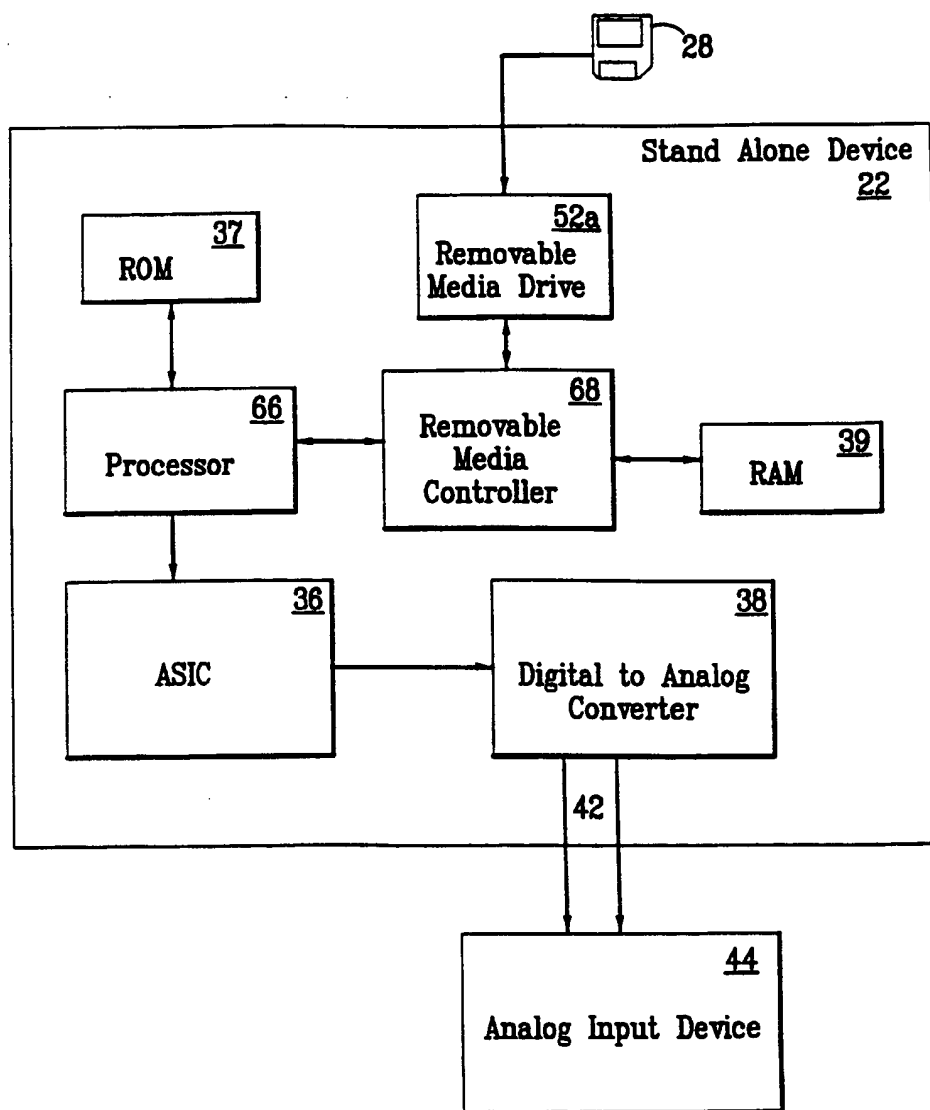 28
Stand Alone Device
22
37
ROM
52a
Removable
Media Drive
66
Processor
68
Removable
Media
Controller
39
RAM
36
ASIC
38
Digital to Analog
Converter
42
44
Analog Input Device